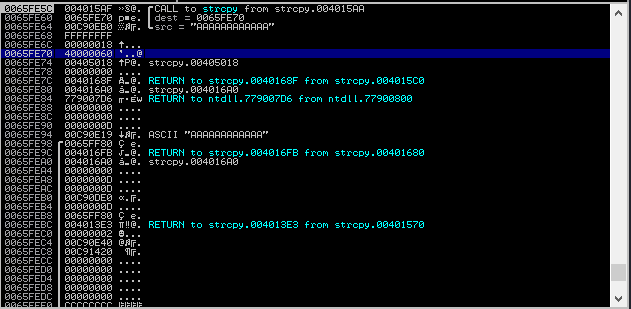 0065FE5C 004015AF »§@. CALL to strcpy from strcpy.004015AA
0065FE60 0065FE70 dest = 0065FE70
0065FE64 00C90EB0 src = "AAAAAAAAAAAA"
0065FE68 FFFFFFFF
0065FE6C 00000018 ↑...
0065FE70 40000060 `..@
0065FE74 00405018 ↑P@. strcpy.00405018
0065FE78 00000000 ....
0065FE7C 0040168F RETURN to strcpy.0040168F from strcpy.004015C0
0065FE80 004016A0 strcpy.004016A0
0065FE84 779007D6 RETURN to ntdll.779007D6 from ntdll.77900800
0065FE88 00000000 ....
0065FE8C 00000000 ....
0065FE90 0000000D ....
0065FE94 00C90E19 ASCII "AAAAAAAAAAAA"
0065FE98 0065FF80 Ç e.
0065FE9C 004016FB RETURN to strcpy.004016FB from strcpy.00401680
0065FEA0 004016A0 strcpy.004016A0
0065FEA4 00000000 ....
0065FEA8 0000000D ....
0065FEAC 0000000D ....
0065FEB0 00C90DE0
0065FEB4 0000000D ....
0065FEB8 0065FF80 Ç e.
0065FEBC 004013E3 π‼@. RETURN to strcpy.004013E3 from strcpy.00401570
0065FEC0 00000002 ☻...
0065FEC4 00C90E40
0065FEC8 00C91420
0065FECC 00000000 ....
0065FED0 00000000 ....
0065FED4 00000000 ....
0065FED8 00000000 ....
0065FEDC 00000000 ....
0065FEE0 CCCCCCCC